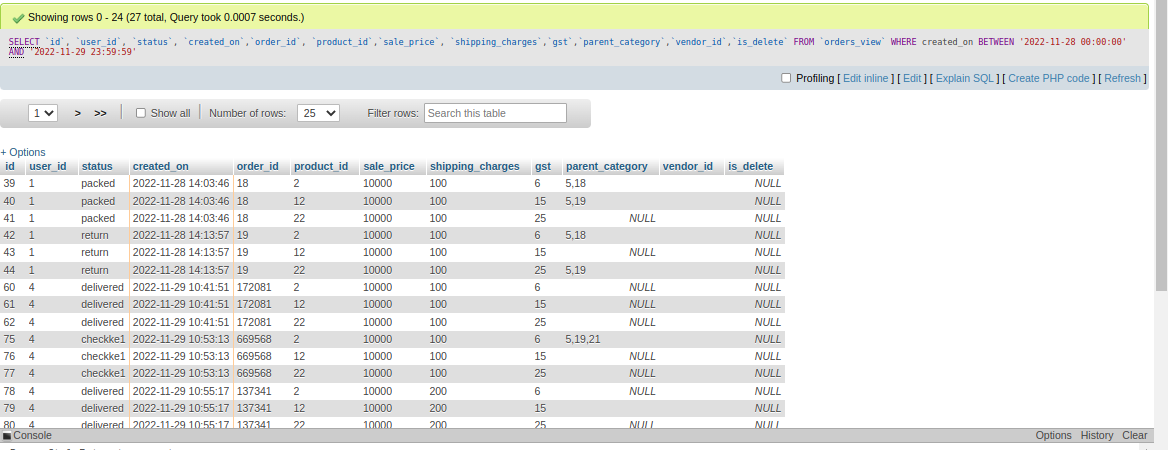 Showing rows 0 - 24 (27 total, Query took 0.0007 seconds.)
SELECT `id`, `user_id`, `status`, `created_on`,`order_id`, `product_id`,`sale_price`, `shipping_charges`,`gst`,`parent_category`,`vendor_id`,`is_delete` FROM `orders_view` WHERE created_on BETWEEN '2022-11-28 00:00:00'
AND '2022-11-29 23:59:59'
Profiling [ Edit inline ] [ Edit ] [ Explain SQL ] [ Create PHP code ] [ Refresh ]
1 > >> Show all Number of rows: 25 Filter rows: Search this table
+ Options
id user_id status created_on order_id product_id sale_price shipping_charges gst parent_category vendor_id is_delete
39 1 packed 2022-11-28 14:03:46 18 2 10000 100 6 5,18 NULL
40 1 packed 2022-11-28 14:03:46 18 12 10000 100 15 5,19 NULL
41 1 packed 2022-11-28 14:03:46 18 22 10000 100 25 NULL NULL
42 1 return 2022-11-28 14:13:57 19 2 10000 100 6 5,18 NULL
43 1 return 2022-11-28 14:13:57 19 12 10000 100 15 NULL NULL
44 1 return 2022-11-28 14:13:57 19 22 10000 100 25 5,19 NULL
60 4 delivered 2022-11-29 10:41:51 172081 2 10000 100 6 NULL NULL
61 4 delivered 2022-11-29 10:41:51 172081 12 10000 100 15 NULL NULL
62 4 delivered 2022-11-29 10:41:51 172081 22 10000 100 25 NULL NULL
75 4 checkke1 2022-11-29 10:53:13 669568 2 10000 100 6 5,19,21 NULL
76 4 checkke1 2022-11-29 10:53:13 669568 12 10000 100 15 NULL NULL
77 4 checkke1 2022-11-29 10:53:13 669568 22 10000 100 25 NULL NULL
78 4 delivered 2022-11-29 10:55:17 137341 2 10000 200 6 NULL NULL
79 4 delivered 2022-11-29 10:55:17 137341 12 10000 200 15 NULL
80 4 delivered 2022-11-29 10:55:17 137341 22 10000 200 25 NULL NULL
Console Options History Clear